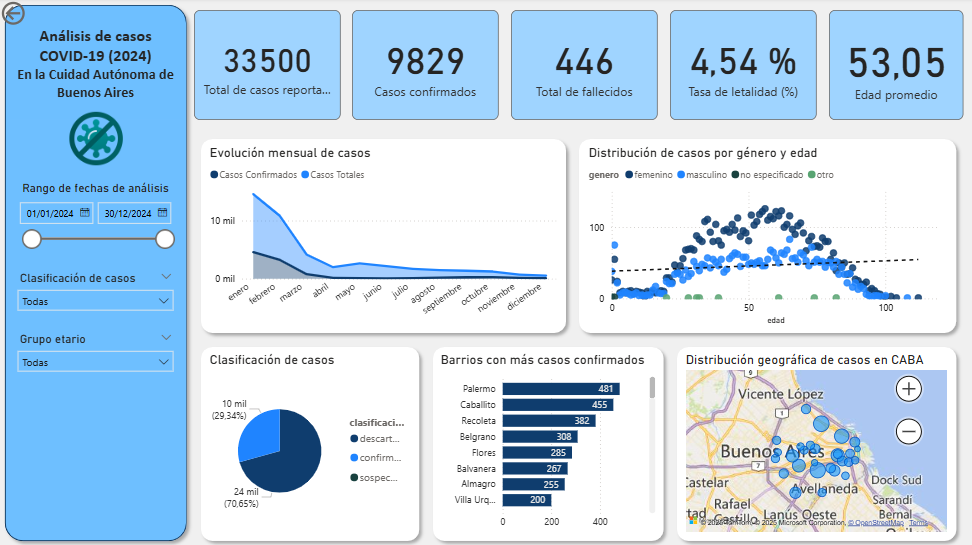 Análisis de casos
COVID-19 (2024)
En la Cuidad Autónoma de
Buenos Aires
Rango de fechas de análisis
01/01/2024
30/12/2024
Clasificación de casos
Todas
Grupo etario
Todas
33500
Total de casos reporta...
9829
Casos confirmados
446
Total de fallecidos
4,54 %
Tasa de letalidad (%)
53,05
Edad promedio
Evolución mensual de casos
Casos Confirmados
Casos Totales
10 mil
0 mil
enero
febrero
marzo
abril
mayo
junio
julio
agosto
septiembre
octubre
noviembre
diciembre
Distribución de casos por género y edad
genero
femenino
masculino
no especificado
otro
100
0
0
50
100
edad
Clasificación de casos
10 mil
(29,34%)
24 mil
(70,65%)
clasificaci...
descart...
confirm...
sospec...
Barrios con más casos confirmados
Palermo 481
Caballito 455
Recoleta 382
Belgrano 308
Flores 285
Balvanera 267
Almagro 255
Villa Urq... 200
0
200
400
Distribución geográfica de casos en CABA
9
Vicente López
1
Buenos Aires
7
Castelar
Avellaneda
Dock Sud
Sarandí
Bernal
Rafael
Castillo
Lanús Oeste
© 2025 TomTom, © 2025 Microsoft Corporation, © OpenStreetMap Terms